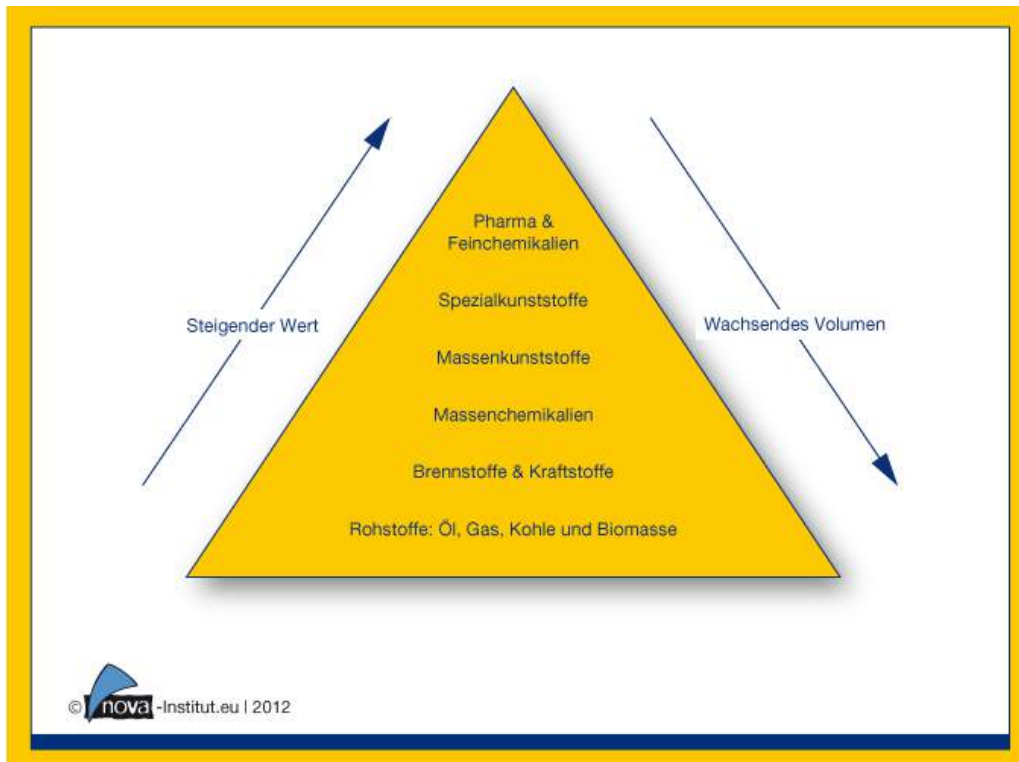 Pharma &
Feinchemikalien
Spezialkunststoffe
Steigender Wert
Wachsendes Volumen
Massenkunststoffe
Massenchemikalien
Brennstoffe & Kraftstoffe
Rohstoffe: Öl, Gas, Kohle und Biomasse
© nova-Institut.eu | 2012